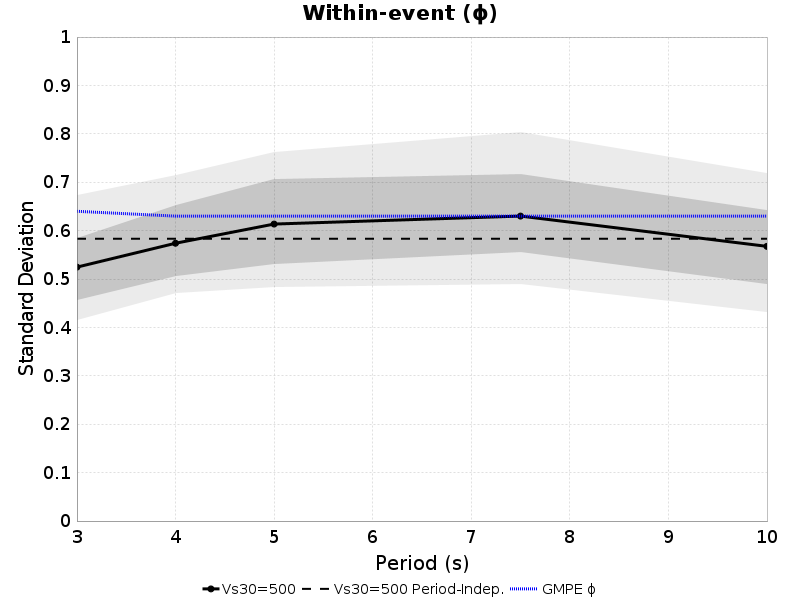 Within-event (ϕ)
1
0.9
0.8
0.7
0.6
0.5
0.4
0.3
0.2
0.1
0
Standard Deviation
3 4 5 6 7 8 9 10
Period (s)
Vs30=500 Vs30=500 Period-Indep. GMPE ϕ